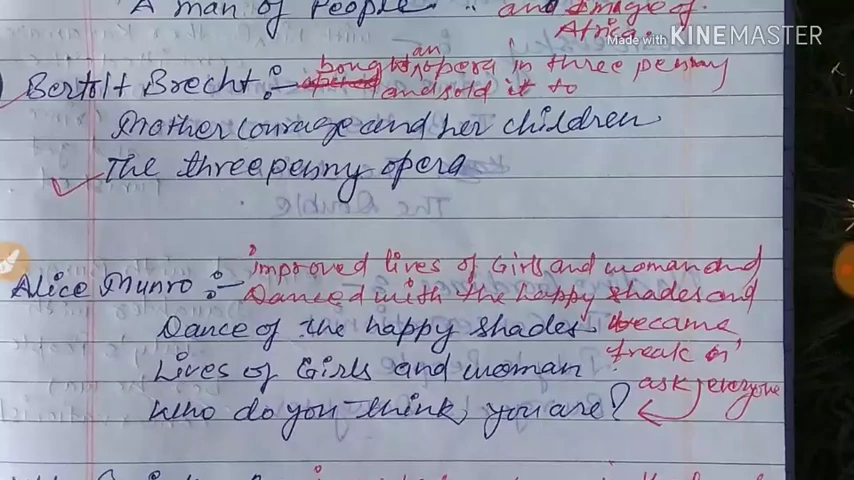 A man of People. " and Image of
Africa.
Made with KINEMASTER
Bertolt Brecht :- bought an opera in three penny
and sold it to
Mother Courage and her children
The threepenny opera
The Double
Alice Munro :- improved lives of Girls and woman and
Danced with the happy shades and
Dance of the happy shades. became
freak n'
Lives of Girls and woman
ask everyone
Who do you think, you are?